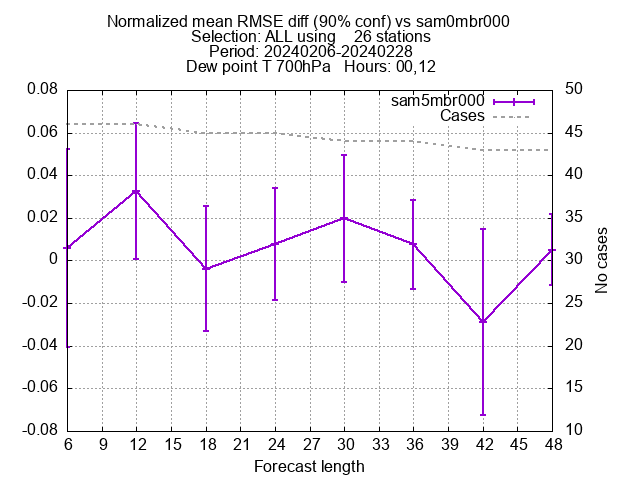 Normalized mean RMSE diff (90% conf) vs sam0mbr000
Selection: ALL using    26 stations
Period: 20240206-20240228
Dew point T 700hPa   Hours: 00,12
sam5mbr000
Cases
0.08
0.06
0.04
0.02
0
-0.02
-0.04
-0.06
-0.08
50
45
40
35
30
25
20
15
10
No cases
6 12 15 18 21 24 27 30 33 36 39 42 45 48
Forecast length